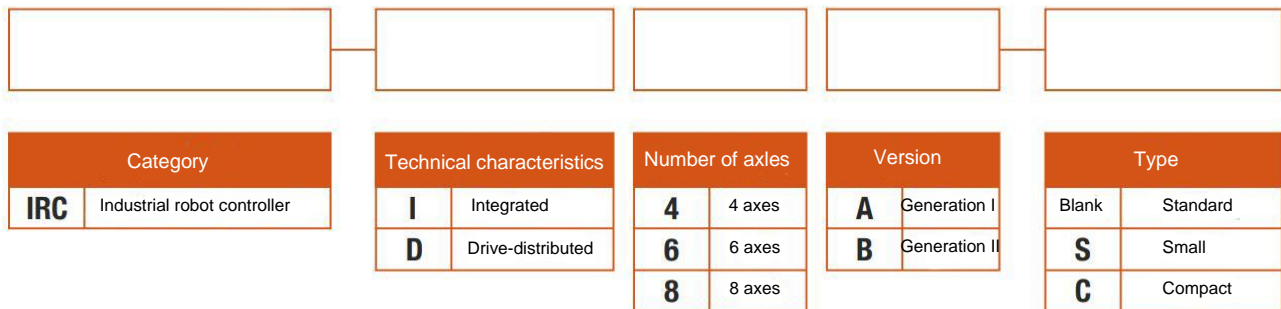 Category
IRC Industrial robot controller
Technical characteristics
I Integrated
D Drive-distributed
Number of axles
4 4 axes
6 6 axes
8 8 axes
Version
A Generation I
B Generation II
Type
Blank Standard
S Small
C Compact